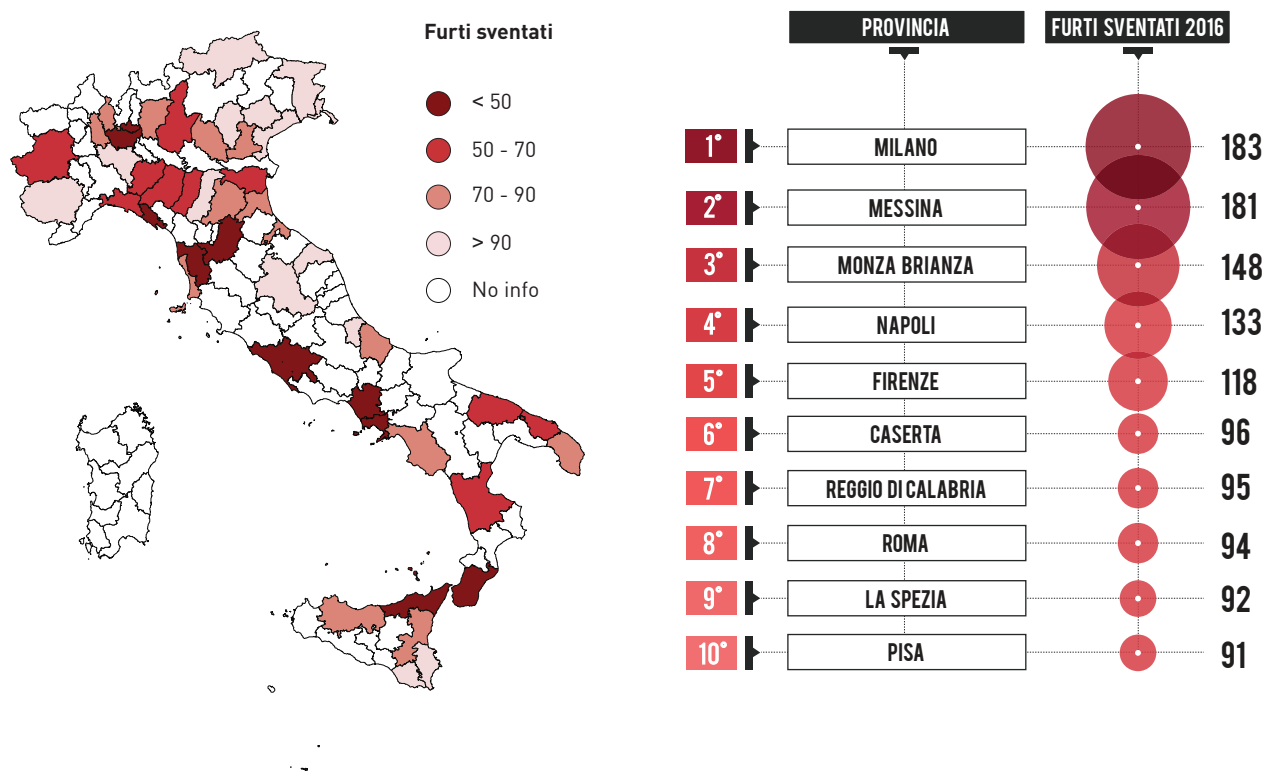 Furti sventati
< 50
50 - 70
70 - 90
> 90
No info
PROVINCIA FURTI SVENTATI 2016
1° MILANO 183
2° MESSINA 181
3° MONZA BRIANZA 148
4° NAPOLI 133
5° FIRENZE 118
6° CASERTA 96
7° REGGIO DI CALABRIA 95
8° ROMA 94
9° LA SPEZIA 92
10° PISA 91